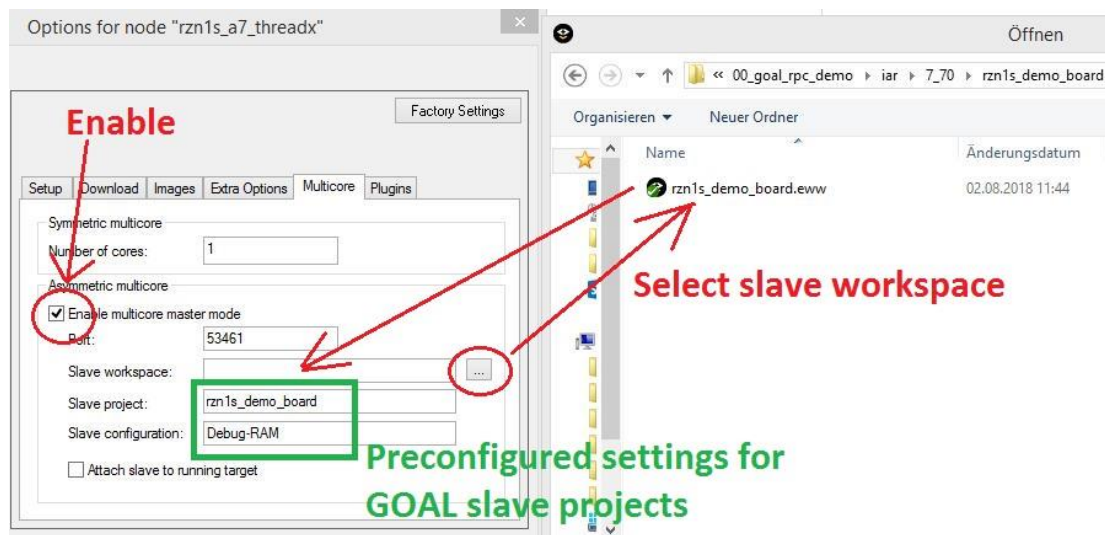 Options for node "rzn1s_a7_threadx"
Factory Settings
Enable
Setup Download Images Extra Options Multicore Plugins
Symmetric multicore
Number of cores: 1
Asymmetric multicore
Enable multicore master mode
Port: 53461
Slave workspace: ...
Slave project: rzn1s_demo_board
Slave configuration: Debug-RAM
Attach slave to running target
Öffnen
« 00_goal_rpc_demo iar 7_70 rzn1s_demo_board
Organisieren Neuer Ordner
Name Änderungsdatum
rzn1s_demo_board.eww 02.08.2018 11:44
Select slave workspace
Preconfigured settings for
GOAL slave projects